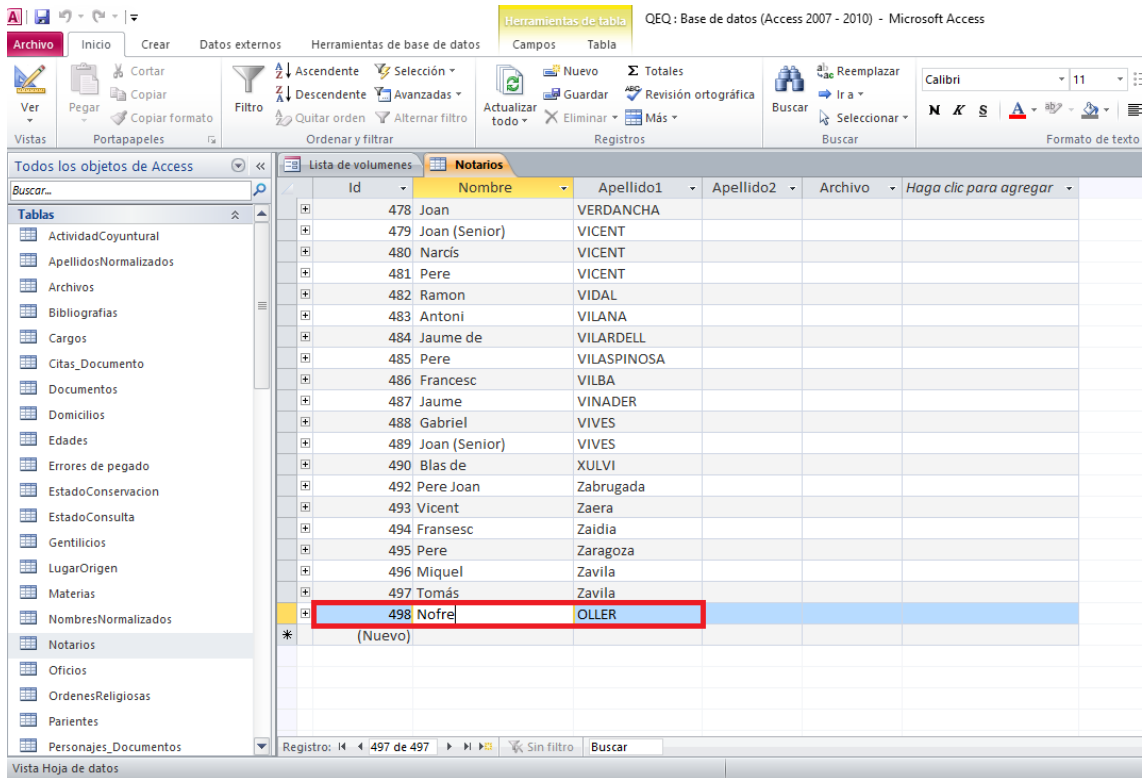 Herramientas de tabla QEQ : Base de datos (Access 2007 - 2010) - Microsoft Access
Archivo Inicio Crear Datos externos Herramientas de base de datos Campos Tabla
Ver
Vistas
Pegar
Cortar
Copiar
Copiar formato
Portapapeles
Filtro
Ascendente Selección
Descendente Avanzadas
Quitar orden Alternar filtro
Ordenar y filtrar
Actualizar todo
Nuevo Σ Totales
Guardar Revisión ortográfica
Eliminar Más
Registros
Buscar
Reemplazar
Ir a
Seleccionar
Buscar
Calibri 11
N K S A
Formato de texto
Todos los objetos de Access
Buscar...
Tablas
ActividadCoyuntural
ApellidosNormalizados
Archivos
Bibliografias
Cargos
Citas_Documento
Documentos
Domicilios
Edades
Errores de pegado
EstadoConservacion
EstadoConsulta
Gentilicios
LugarOrigen
Materias
NombresNormalizados
Notarios
Oficios
OrdenesReligiosas
Parientes
Personajes_Documentos
Lista de volumenes Notarios
Id Nombre Apellido1 Apellido2 Archivo Haga clic para agregar
478 Joan VERDANCHA
479 Joan (Senior) VICENT
480 Narcís VICENT
481 Pere VICENT
482 Ramon VIDAL
483 Antoni VILANA
484 Jaume de VILARDELL
485 Pere VILASPINOSA
486 Francesc VILBA
487 Jaume VINADER
488 Gabriel VIVES
489 Joan (Senior) VIVES
490 Blas de XULVI
492 Pere Joan Zabrugada
493 Vicent Zaera
494 Fransesc Zaidia
495 Pere Zaragoza
496 Miquel Zavila
497 Tomás Zavila
498 Nofre OLLER
(Nuevo)
Registro: 497 de 497 Sin filtro Buscar
Vista Hoja de datos